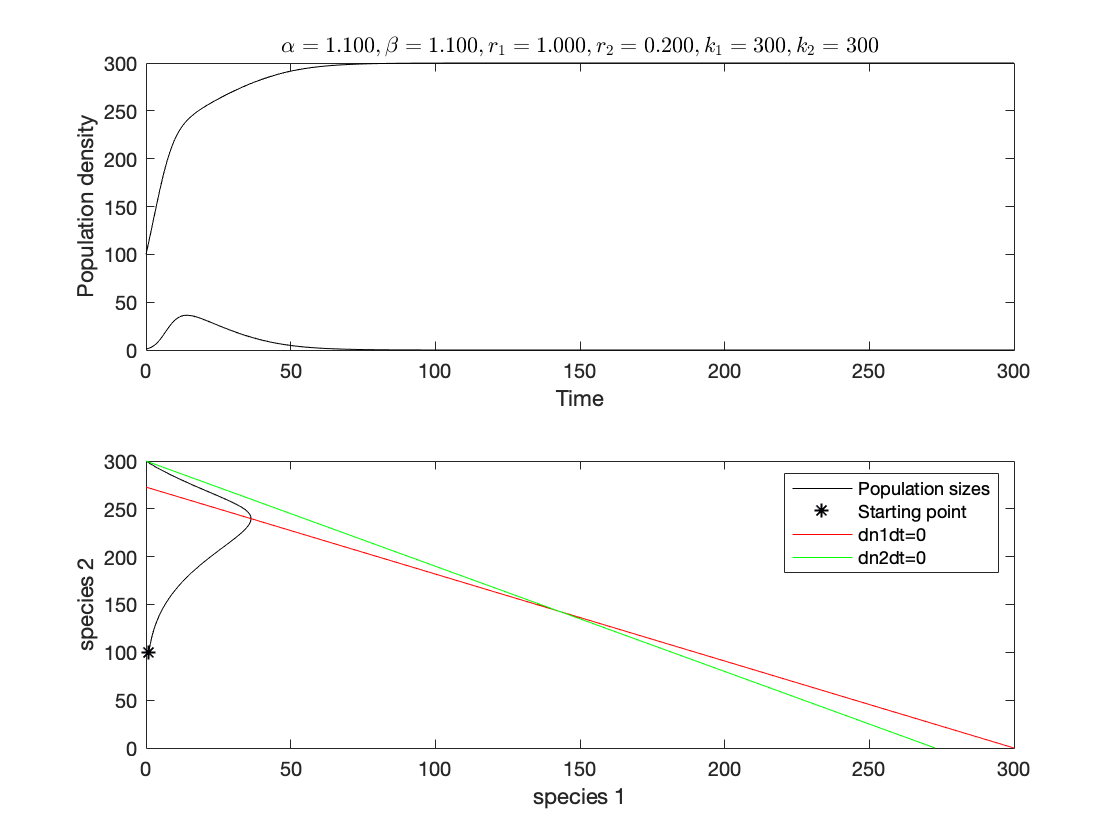 α = 1.100, β = 1.100, r₁ = 1.000, r₂ = 0.200, k₁ = 300, k₂ = 300
300
250
200
150
100
50
0
Population density
0 50 100 150 200 250 300
Time
300
250
200
150
100
50
0
species 2
Population sizes
Starting point
dn1dt=0
dn2dt=0
0 50 100 150 200 250 300
species 1